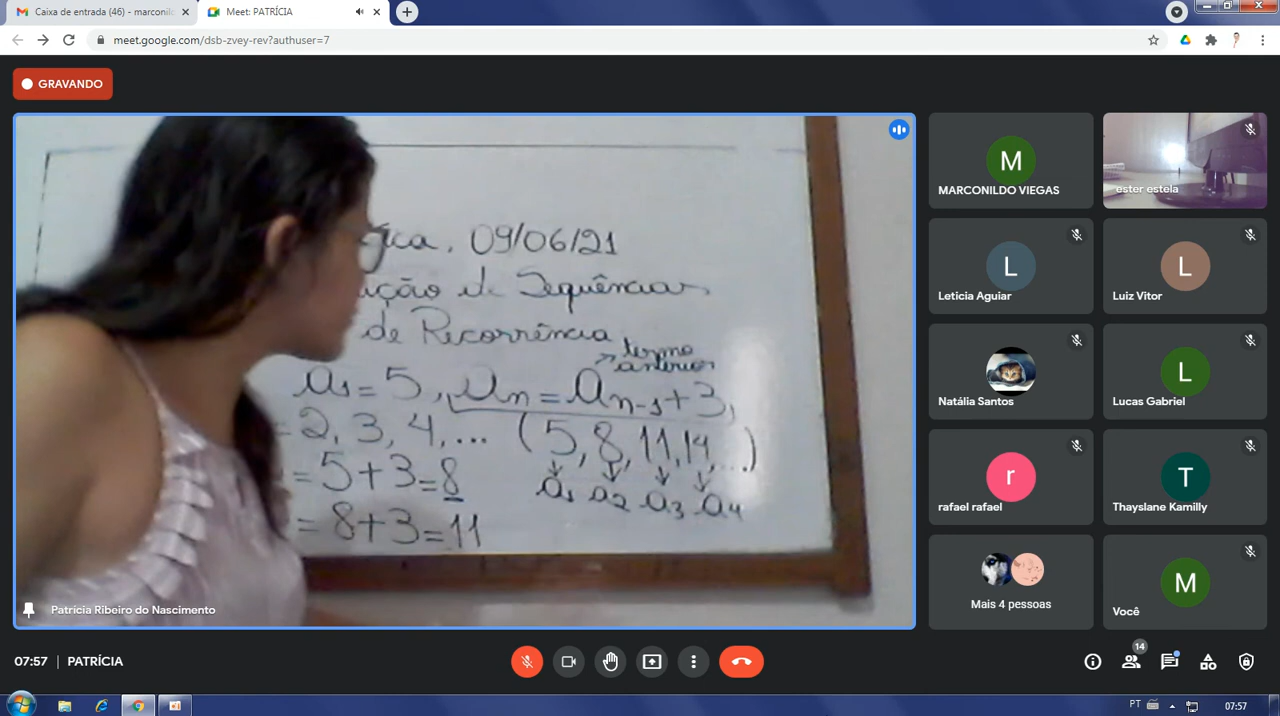 Caixa de entrada (46) - marconil
Meet: PATRÍCIA
meet.google.com/dsb-zvey-rev?authuser=7
GRAVANDO
ica, 09/06/21
ição de Sequências
de Recorrência
termo
anterior
a1 = 5, an = an-1 + 3,
= 2, 3, 4, ... (5, 8, 11, 14, ...)
= 5 + 3 = 8 a1 a2 a3 a4
= 8 + 3 = 11
Patrícia Ribeiro do Nascimento
M
MARCONILDO VIEGAS
ester estela
L
Leticia Aguiar
L
Luiz Vitor
Natália Santos
L
Lucas Gabriel
r
rafael rafael
T
Thayslane Kamilly
Mais 4 pessoas
M
Você
07:57 | PATRÍCIA
14
PT
07:57